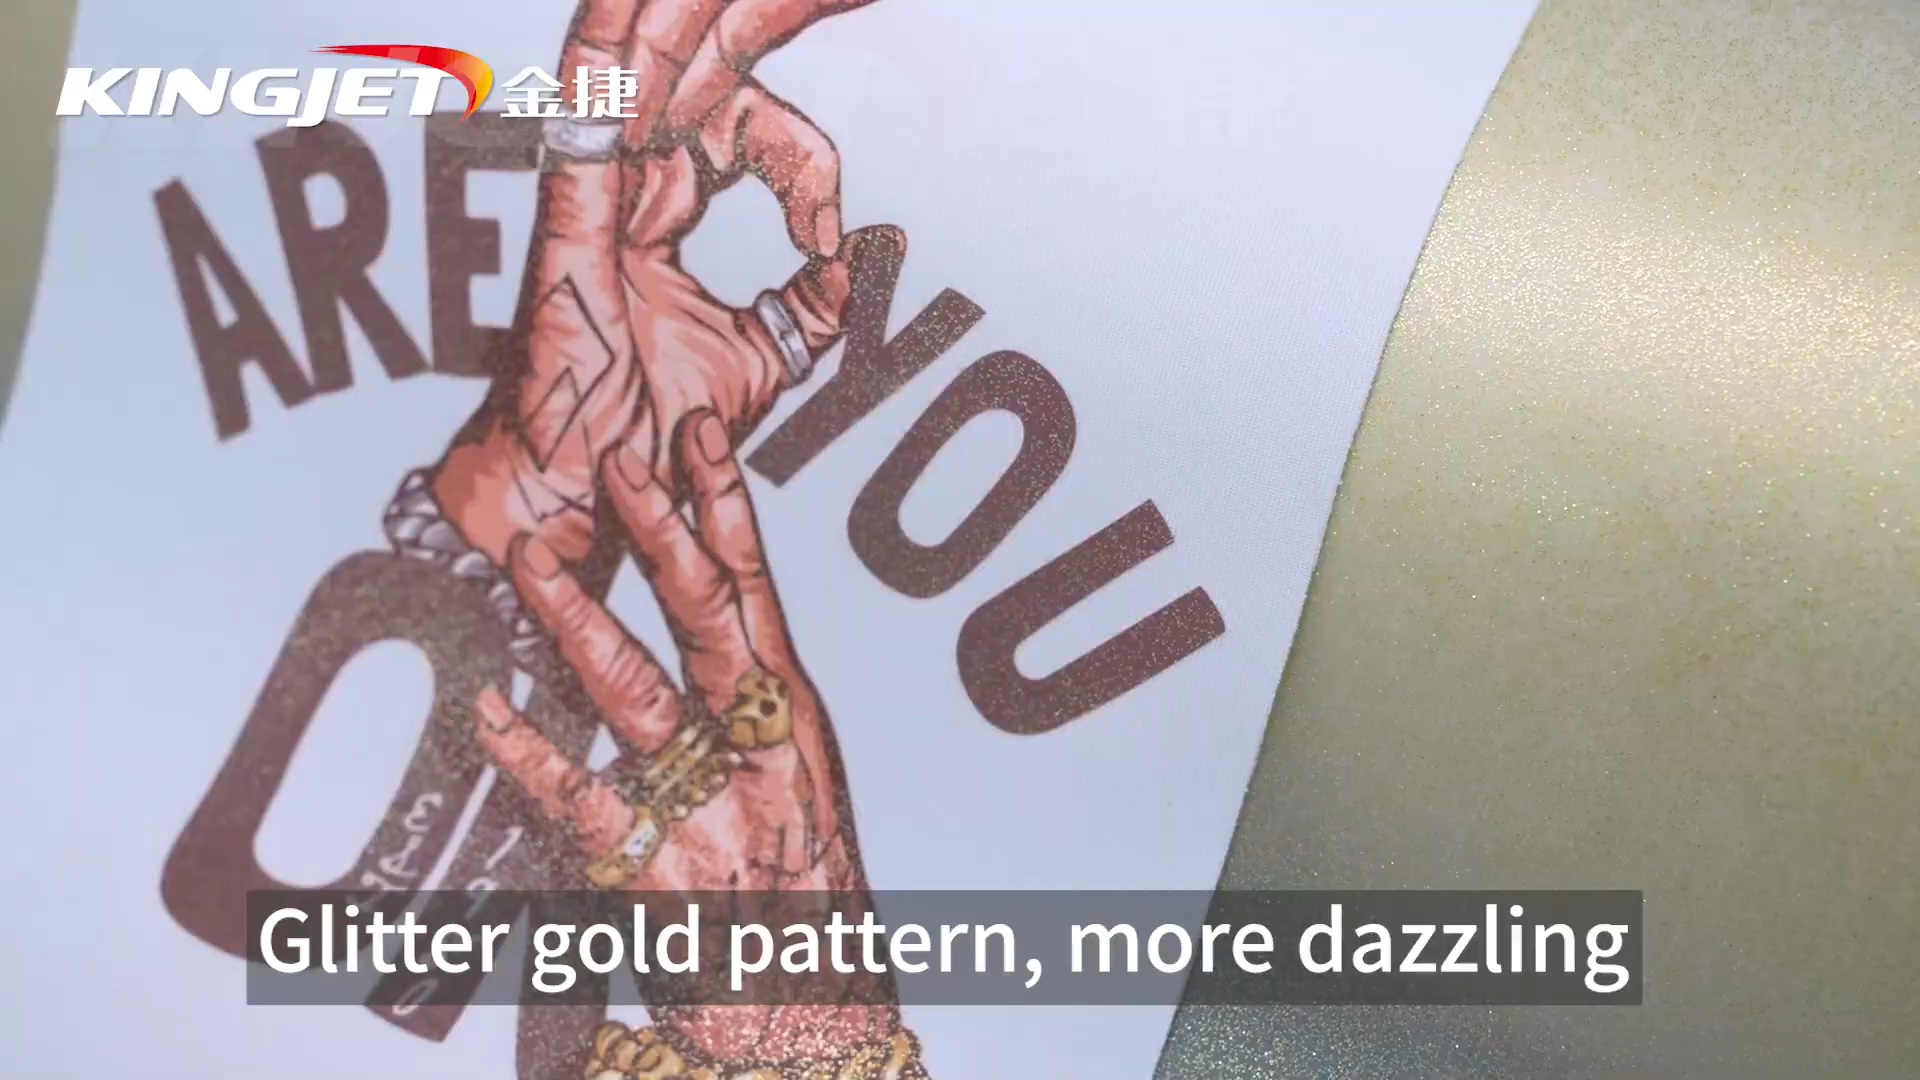 KINGJET 金捷
ARE
YOU
Glitter gold pattern, more dazzling